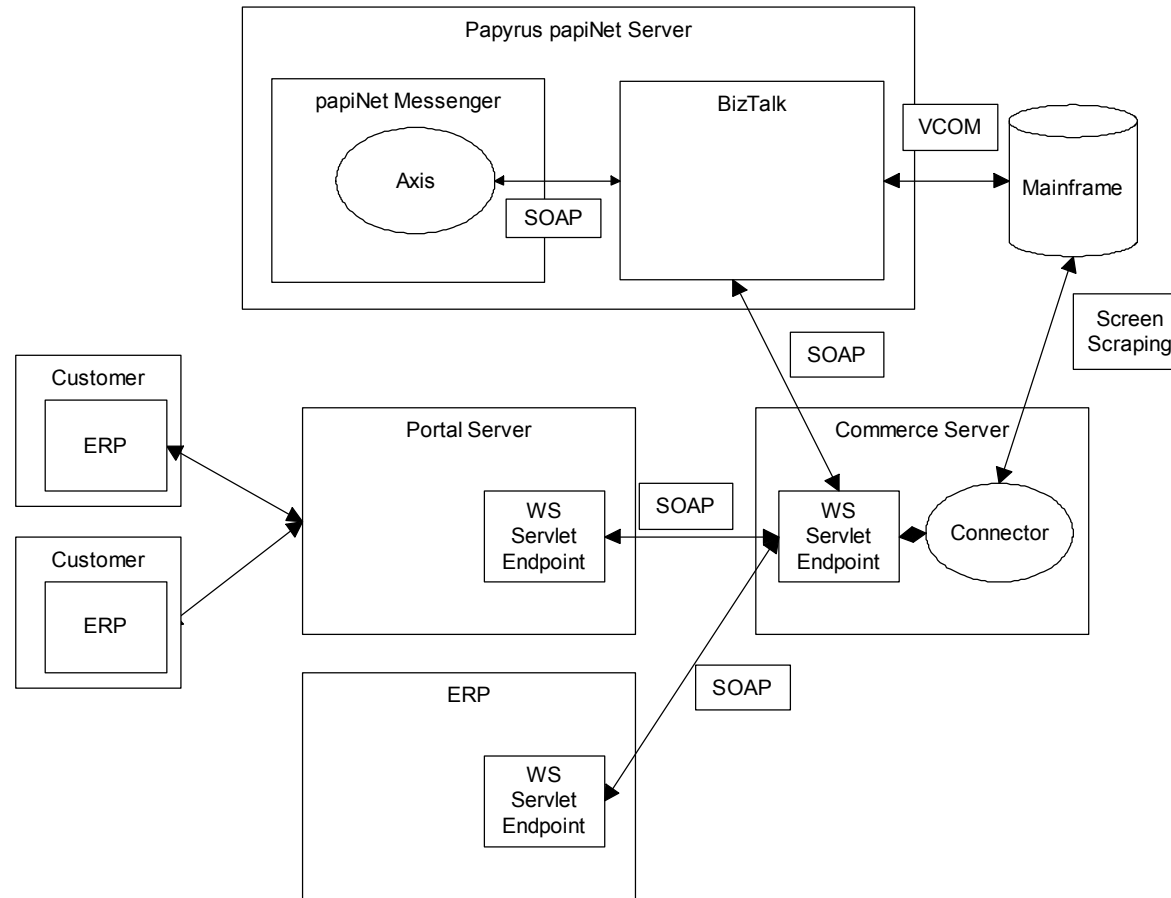 Papyrus papiNet Server
papiNet Messenger
BizTalk
VCOM
Axis
SOAP
Mainframe
SOAP
Screen
Scraping
Customer
ERP
Portal Server
Commerce Server
WS
Servlet
Endpoint
SOAP
WS
Servlet
Endpoint
Connector
Customer
ERP
ERP
SOAP
WS
Servlet
Endpoint